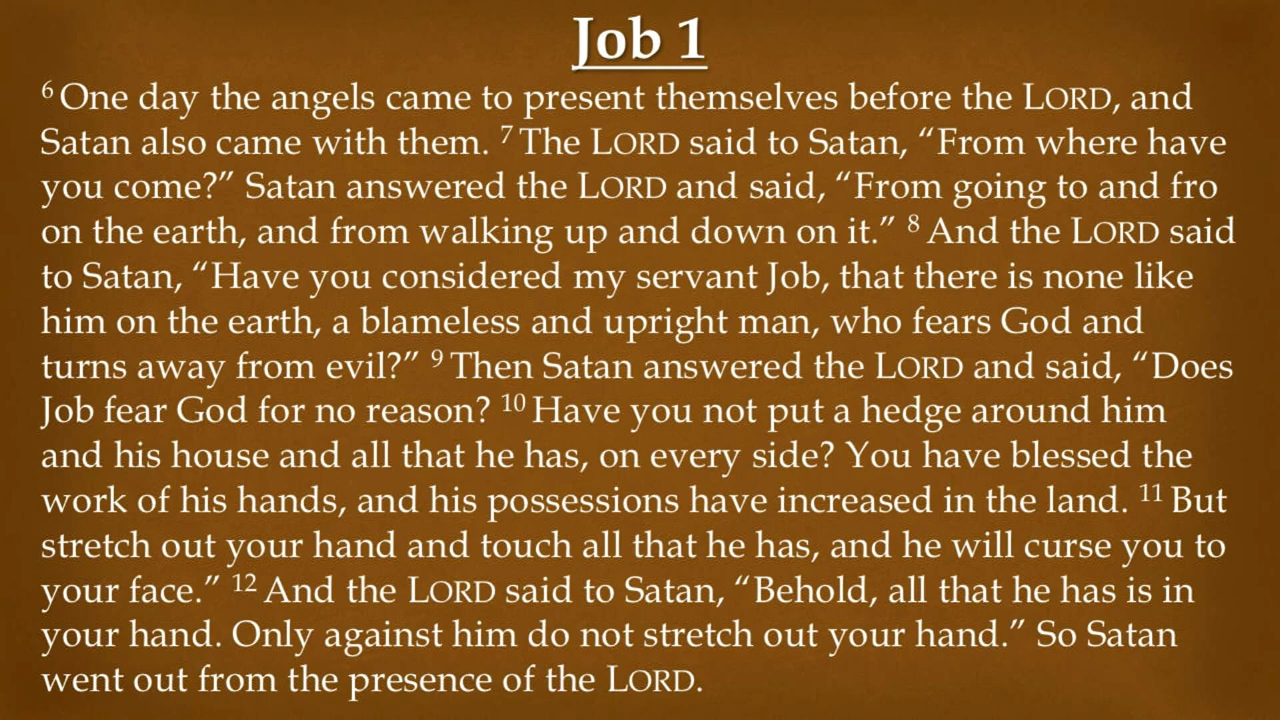 Job 1
6 One day the angels came to present themselves before the LORD, and
Satan also came with them. 7 The LORD said to Satan, “From where have
you come?” Satan answered the LORD and said, “From going to and fro
on the earth, and from walking up and down on it.” 8 And the LORD said
to Satan, “Have you considered my servant Job, that there is none like
him on the earth, a blameless and upright man, who fears God and
turns away from evil?” 9 Then Satan answered the LORD and said, “Does
Job fear God for no reason? 10 Have you not put a hedge around him
and his house and all that he has, on every side? You have blessed the
work of his hands, and his possessions have increased in the land. 11 But
stretch out your hand and touch all that he has, and he will curse you to
your face.” 12 And the LORD said to Satan, “Behold, all that he has is in
your hand. Only against him do not stretch out your hand.” So Satan
went out from the presence of the LORD.